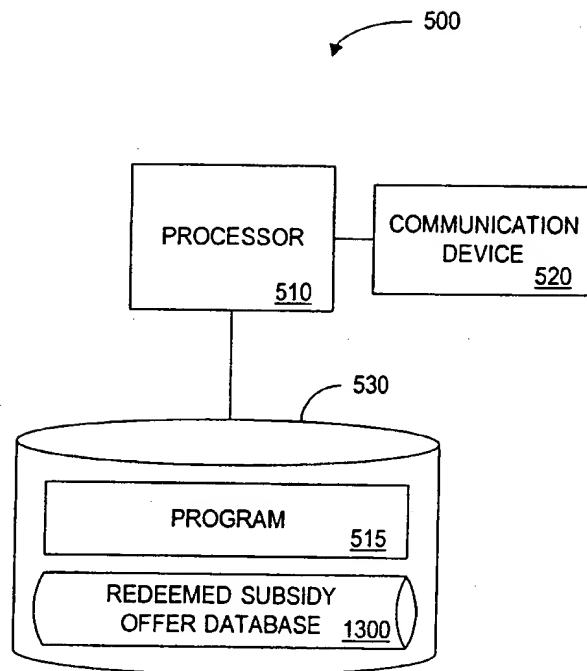 500
PROCESSOR
510
COMMUNICATION
DEVICE
520
530
PROGRAM
515
REDEEMED SUBSIDY
OFFER DATABASE
1300